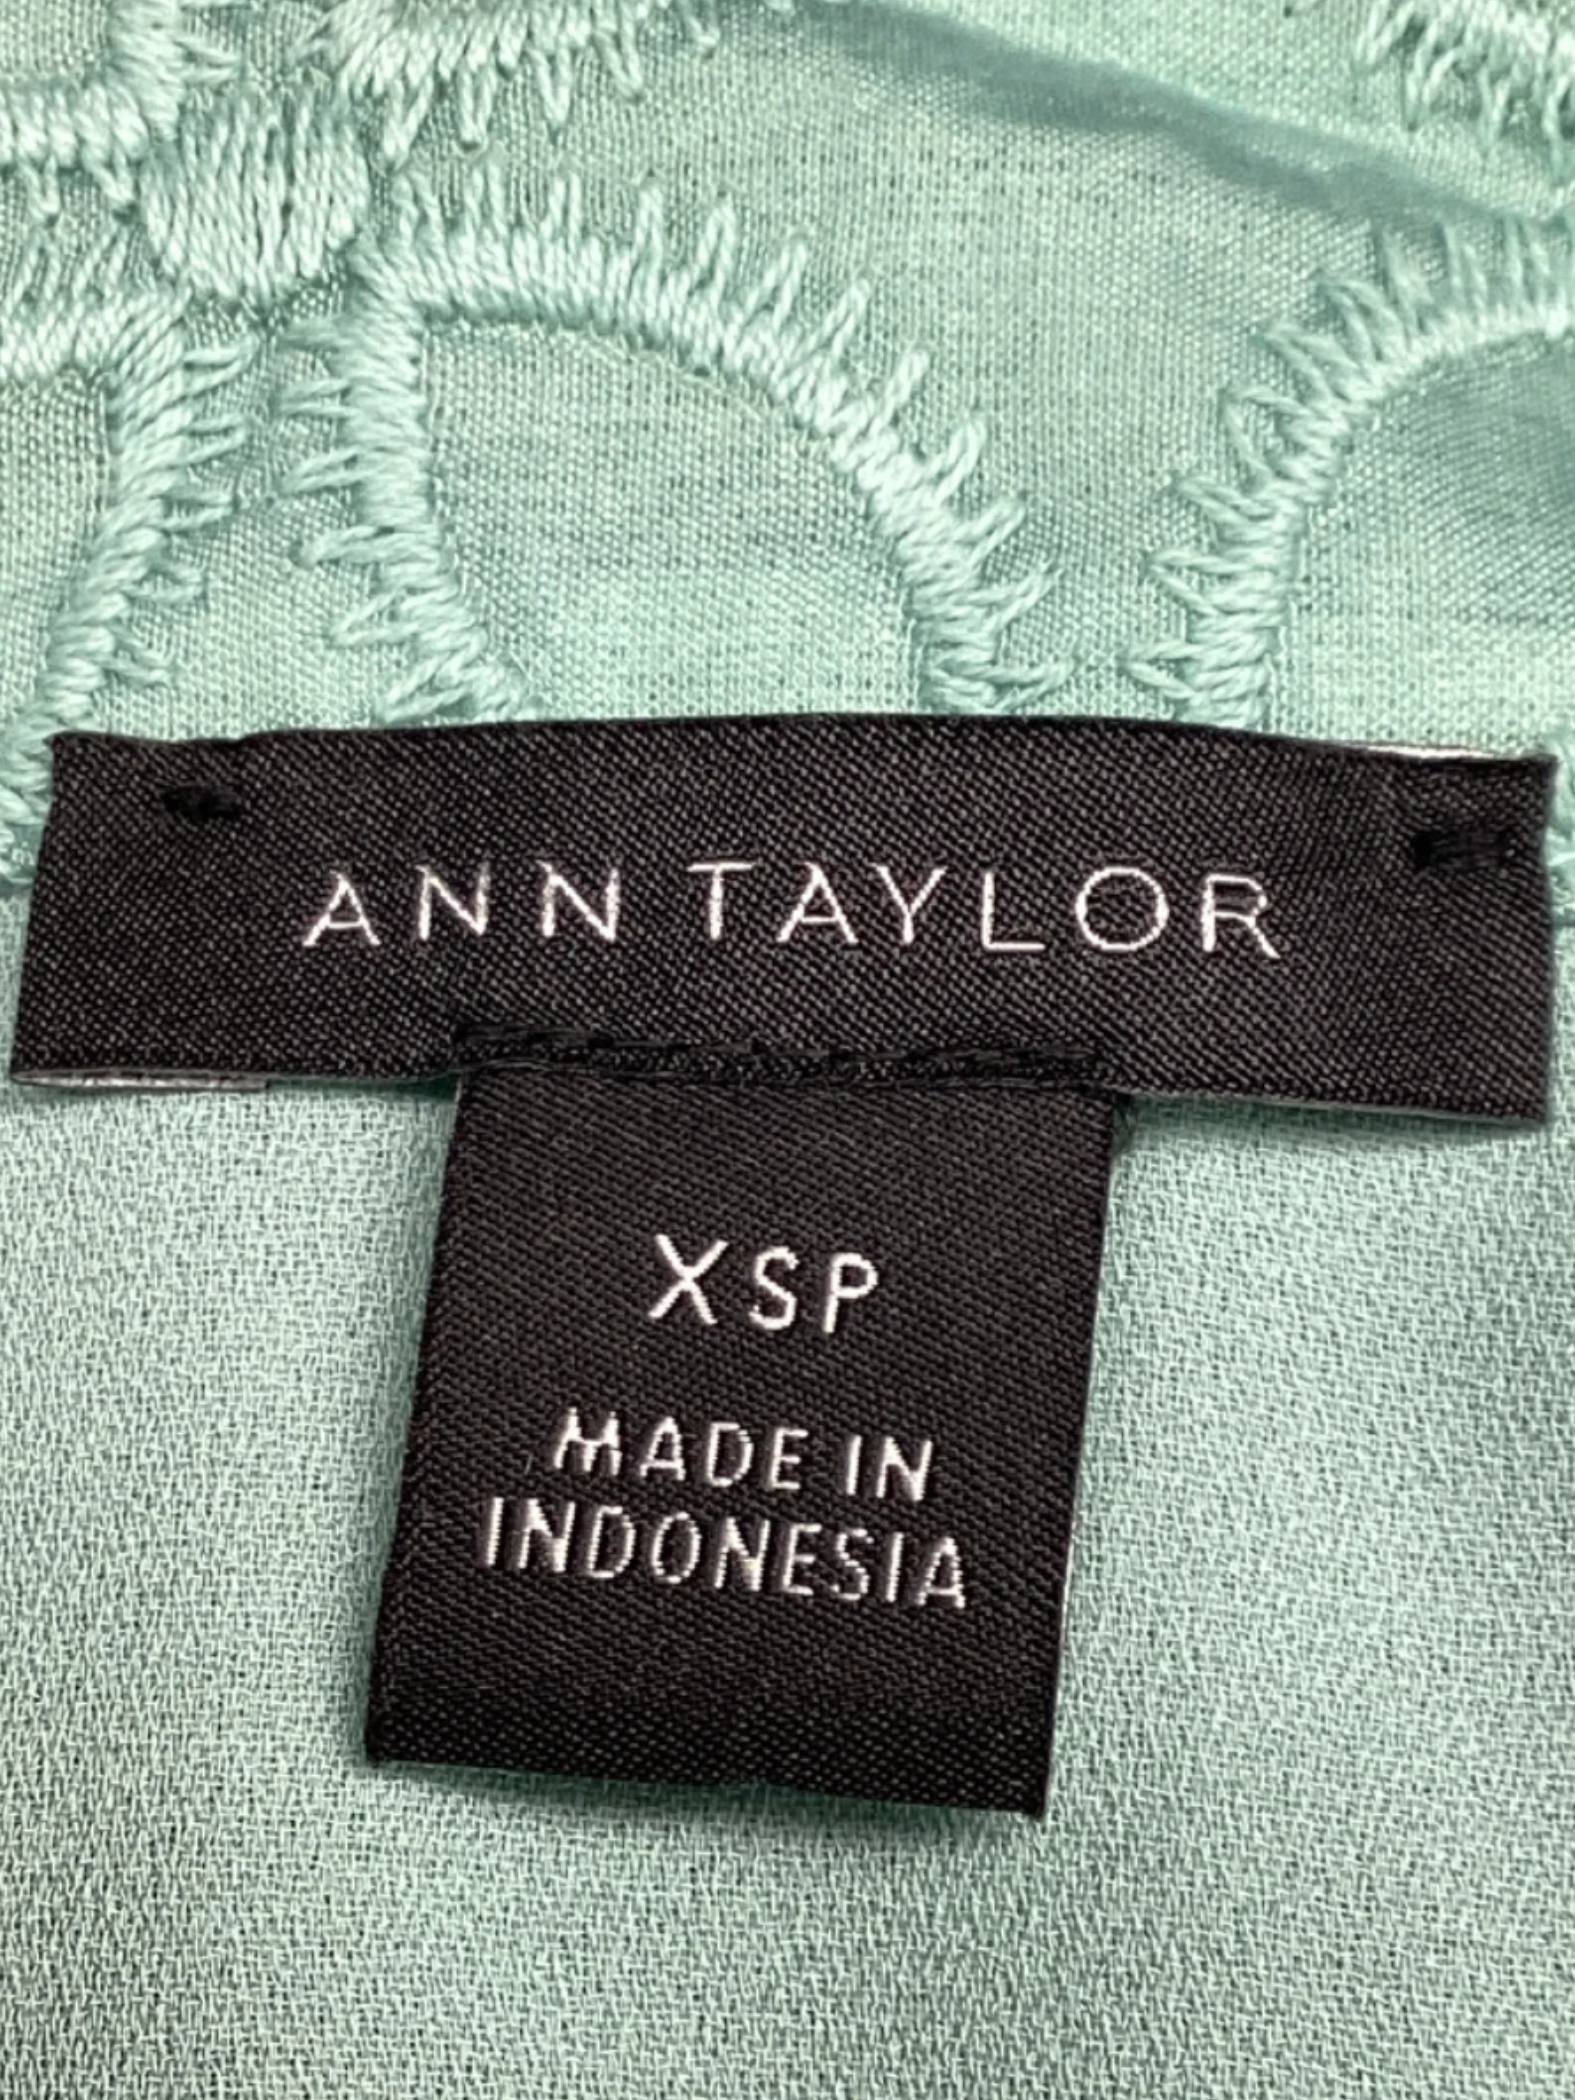 ANN TAYLOR
XSP
MADE IN
INDONESIA